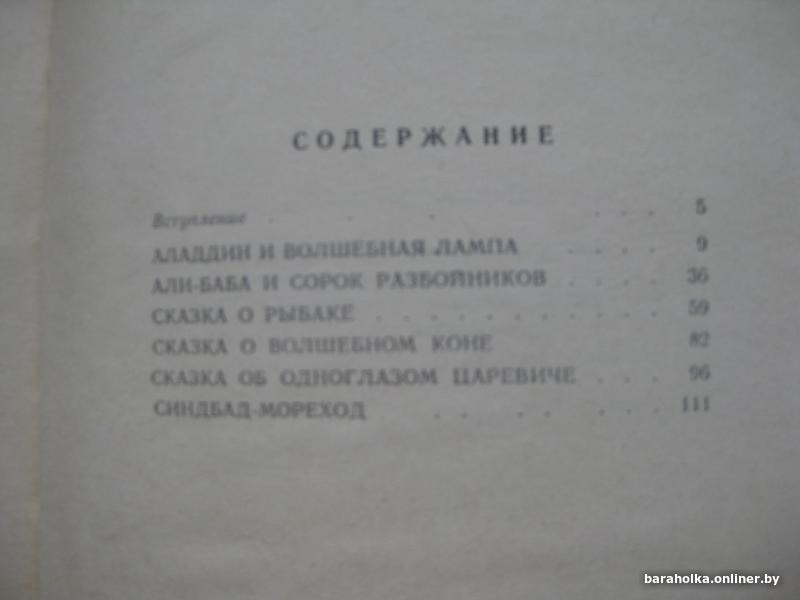 СОДЕРЖАНИЕ
Вступление . . . . . . 5
АЛАДДИН И ВОЛШЕБНАЯ ЛАМПА . . . . 9
АЛИ-БАБА И СОРОК РАЗБОЙНИКОВ . . . . 36
СКАЗКА О РЫБАКЕ . . . . . . . . . . . 59
СКАЗКА О ВОЛШЕБНОМ КОНЕ 82
СКАЗКА ОБ ОДНОГЛАЗОМ ЦАРЕВИЧЕ . . . 96
СИНДБАД-МОРЕХОД . . . . . . 111
baraholka.onliner.by